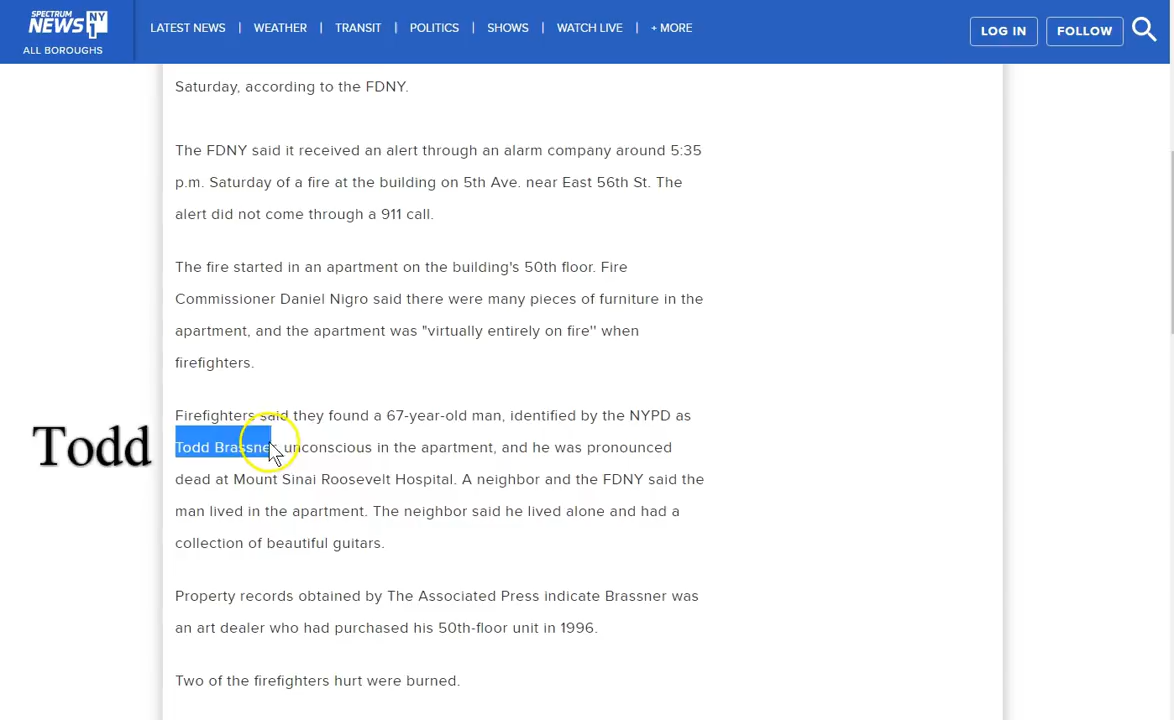 SPECTRUM
NEWS NY 1
ALL BOROUGHS
LATEST NEWS | WEATHER | TRANSIT | POLITICS | SHOWS | WATCH LIVE | + MORE
LOG IN
FOLLOW
Saturday, according to the FDNY.
The FDNY said it received an alert through an alarm company around 5:35
p.m. Saturday of a fire at the building on 5th Ave. near East 56th St. The
alert did not come through a 911 call.
The fire started in an apartment on the building's 50th floor. Fire
Commissioner Daniel Nigro said there were many pieces of furniture in the
apartment, and the apartment was "virtually entirely on fire'' when
firefighters.
Firefighters said they found a 67-year-old man, identified by the NYPD as
Todd
Todd Brassner unconscious in the apartment, and he was pronounced
dead at Mount Sinai Roosevelt Hospital. A neighbor and the FDNY said the
man lived in the apartment. The neighbor said he lived alone and had a
collection of beautiful guitars.
Property records obtained by The Associated Press indicate Brassner was
an art dealer who had purchased his 50th-floor unit in 1996.
Two of the firefighters hurt were burned.